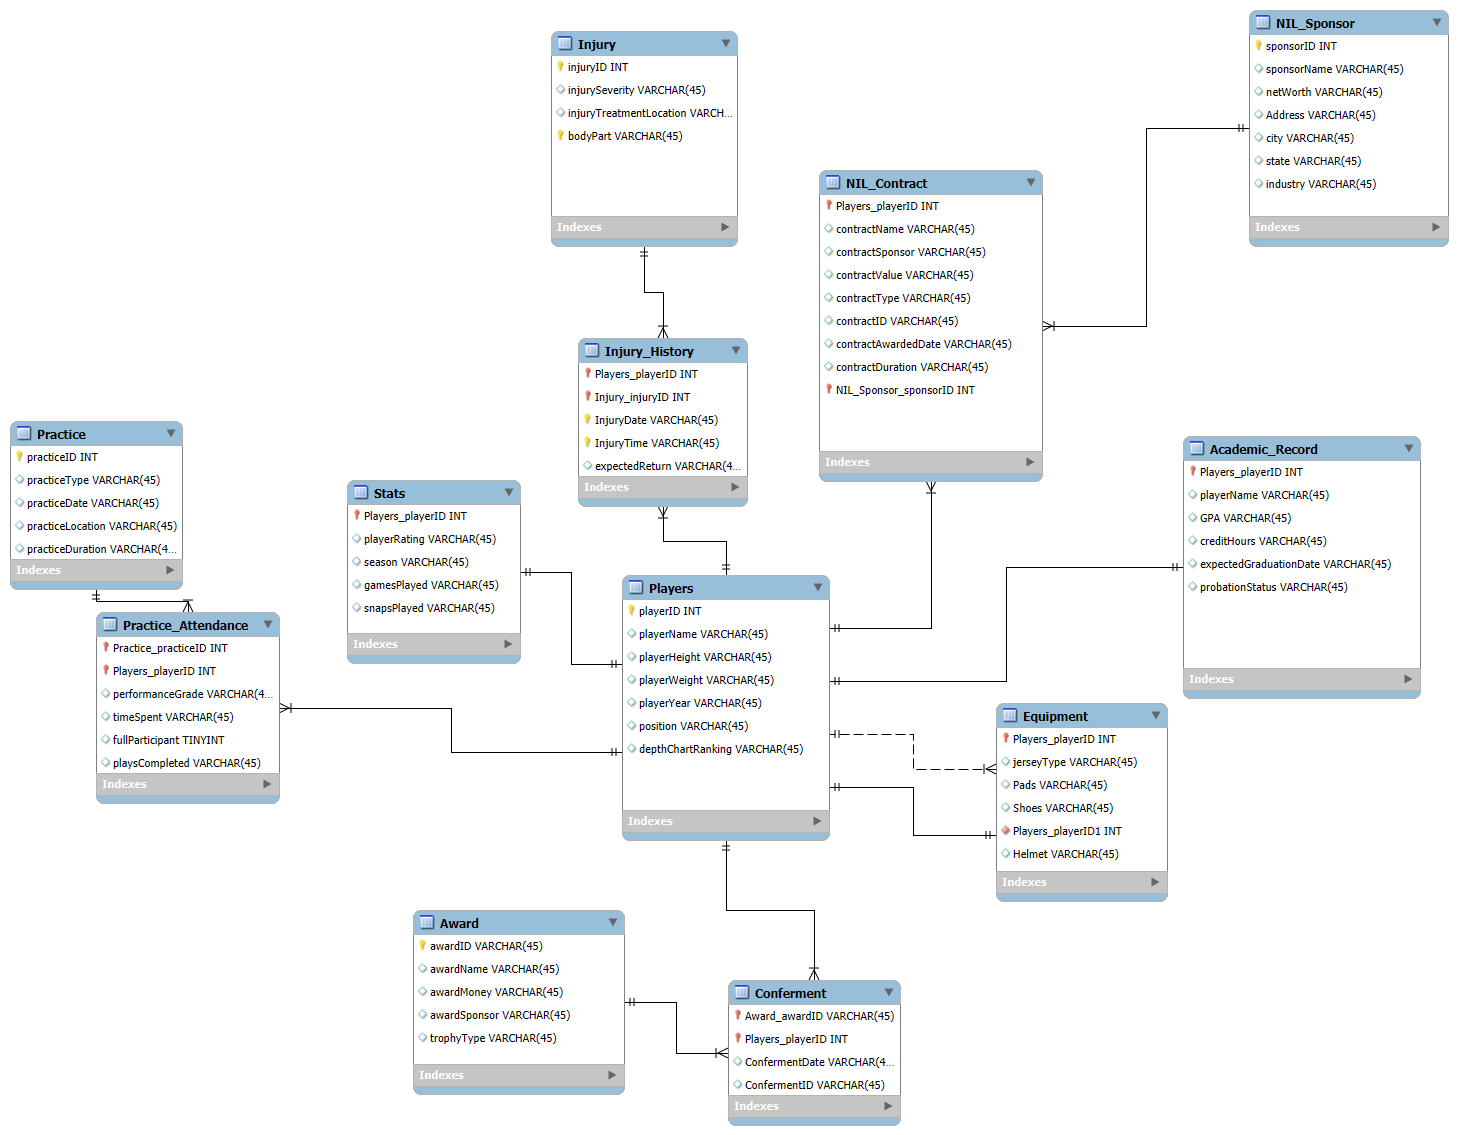 NIL_Sponsor
sponsorID INT
sponsorName VARCHAR(45)
netWorth VARCHAR(45)
Address VARCHAR(45)
city VARCHAR(45)
state VARCHAR(45)
industry VARCHAR(45)
Indexes
Injury
injuryID INT
injurySeverity VARCHAR(45)
injuryTreatmentLocation VARCH...
bodyPart VARCHAR(45)
Indexes
NIL_Contract
Players_playerID INT
contractName VARCHAR(45)
contractSponsor VARCHAR(45)
contractValue VARCHAR(45)
contractType VARCHAR(45)
contractID VARCHAR(45)
contractAwardedDate VARCHAR(45)
contractDuration VARCHAR(45)
NIL_Sponsor_sponsorID INT
Indexes
Injury_History
Players_playerID INT
Injury_injuryID INT
InjuryDate VARCHAR(45)
InjuryTime VARCHAR(45)
expectedReturn VARCHAR(4...
Indexes
Practice
practiceID INT
practiceType VARCHAR(45)
practiceDate VARCHAR(45)
practiceLocation VARCHAR(45)
practiceDuration VARCHAR(4...
Indexes
Stats
Players_playerID INT
playerRating VARCHAR(45)
season VARCHAR(45)
gamesPlayed VARCHAR(45)
snapsPlayed VARCHAR(45)
Indexes
Academic_Record
Players_playerID INT
playerName VARCHAR(45)
GPA VARCHAR(45)
creditHours VARCHAR(45)
expectedGraduationDate VARCHAR(45)
probationStatus VARCHAR(45)
Indexes
Players
playerID INT
playerName VARCHAR(45)
playerHeight VARCHAR(45)
playerWeight VARCHAR(45)
playerYear VARCHAR(45)
position VARCHAR(45)
depthChartRanking VARCHAR(45)
Indexes
Practice_Attendance
Practice_practiceID INT
Players_playerID INT
performanceGrade VARCHAR(4...
timeSpent VARCHAR(45)
fullParticipant TINYINT
playsCompleted VARCHAR(45)
Indexes
Equipment
Players_playerID INT
jerseyType VARCHAR(45)
Pads VARCHAR(45)
Shoes VARCHAR(45)
Players_playerID1 INT
Helmet VARCHAR(45)
Indexes
Award
awardID VARCHAR(45)
awardName VARCHAR(45)
awardMoney VARCHAR(45)
awardSponsor VARCHAR(45)
trophyType VARCHAR(45)
Indexes
Conferment
Award_awardID VARCHAR(45)
Players_playerID INT
ConfermentDate VARCHAR(4...
ConfermentID VARCHAR(45)
Indexes